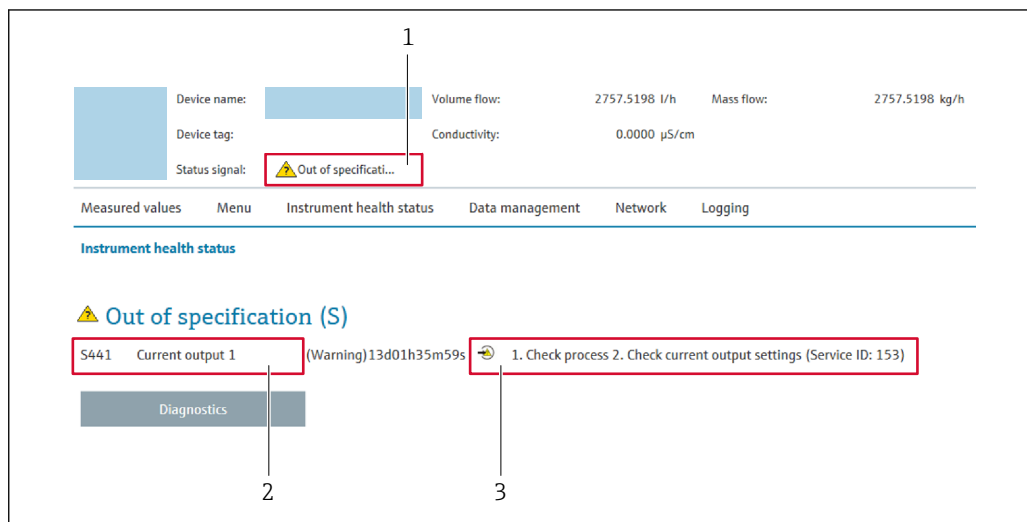 1
Device name:
Volume flow:
2757.5198 l/h
Mass flow:
2757.5198 kg/h
Device tag:
Conductivity:
0.0000 µS/cm
Status signal:
Out of specificati...
Measured values Menu Instrument health status Data management Network Logging
Instrument health status
Out of specification (S)
S441 Current output 1 (Warning)13d01h35m59s 1. Check process 2. Check current output settings (Service ID: 153)
Diagnostics
2
3